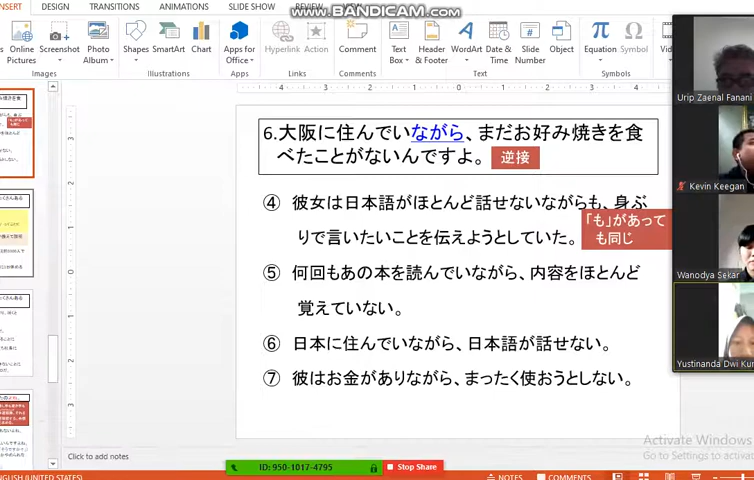 www.BANDICAM.com
INSERT
DESIGN
TRANSITIONS
ANIMATIONS
SLIDE SHOW
Online Pictures
Screenshot
Photo Album
Shapes
SmartArt
Chart
Apps for Office
Hyperlink
Action
Comment
Text Box
Header & Footer
WordArt
Date & Time
Slide Number
Object
Equation
Symbol
Images
Illustrations
Apps
Links
Comments
Text
6.大阪に住んでいながら、まだお好み焼きを食
べたことがないんですよ。 逆接
④ 彼女は日本語がほとんど話せないながらも、身ぶ
りで言いたいことを伝えようとしていた。
「も」があって
も同じ
⑤ 何回もあの本を読んでいながら、内容をほとんど
覚えていない。
⑥ 日本に住んでいながら、日本語が話せない。
⑦ 彼はお金がありながら、まったく使おうとしない。
Urip Zaenal Fanani
Kevin Keegan
Wanodya Sekar
Yustinanda Dwi Kur
Activate Windows
Go to Settings to activat
Click to add notes
ID: 950-1017-4795
Stop Share
ENGLISH (UNITED STATES)
NOTES
COMMENTS